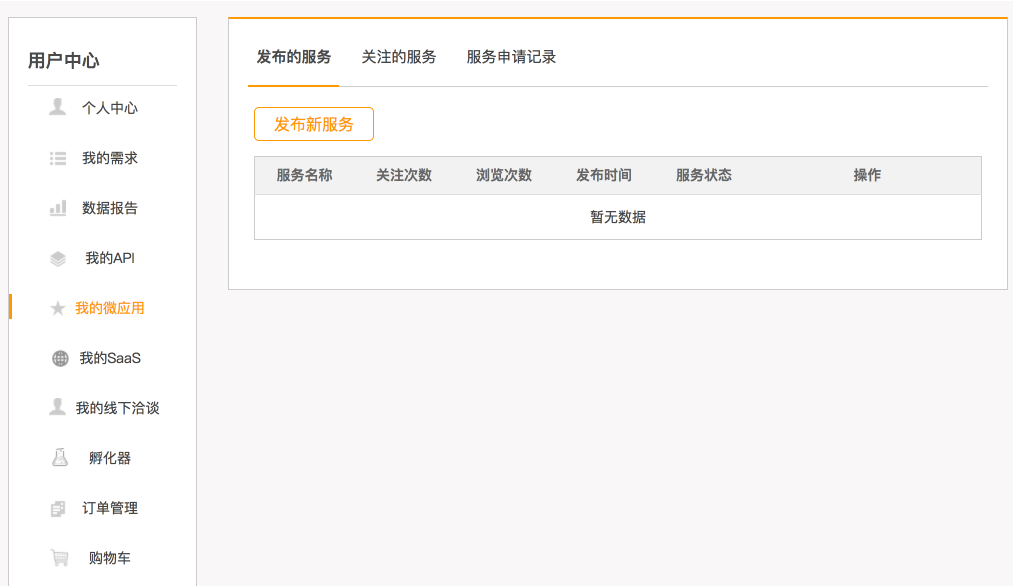 用户中心
个人中心
我的需求
数据报告
我的API
我的微应用
我的SaaS
我的线下洽谈
孵化器
订单管理
购物车
发布的服务 关注的服务 服务申请记录
发布新服务
服务名称 关注次数 浏览次数 发布时间 服务状态 操作
暂无数据